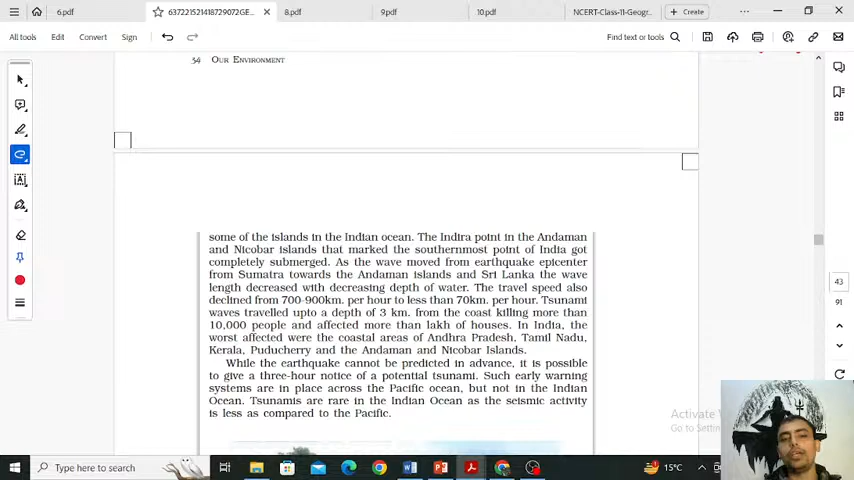 6.pdf
637221521418729072GE...
8.pdf
9pdf
10.pdf
NCERT-Class-11-Geogr...
Create
All tools
Edit
Convert
Sign
Find text or tools
54 OUR ENVIRONMENT
some of the islands in the Indian ocean. The Indira point in the Andaman
and Nicobar islands that marked the southernmost point of India got
completely submerged. As the wave moved from earthquake epicenter
from Sumatra towards the Andaman islands and Sri Lanka the wave
length decreased with decreasing depth of water. The travel speed also
declined from 700-900km. per hour to less than 70km. per hour. Tsunami
waves travelled upto a depth of 3 km. from the coast killing more than
10,000 people and affected more than lakh of houses. In India, the
worst affected were the coastal areas of Andhra Pradesh, Tamil Nadu,
Kerala, Puducherry and the Andaman and Nicobar Islands.
While the earthquake cannot be predicted in advance, it is possible
to give a three-hour notice of a potential tsunami. Such early warning
systems are in place across the Pacific ocean, but not in the Indian
Ocean. Tsunamis are rare in the Indian Ocean as the seismic activity
is less as compared to the Pacific.
43
91
Activate
Go to Settin
Type here to search
15°C